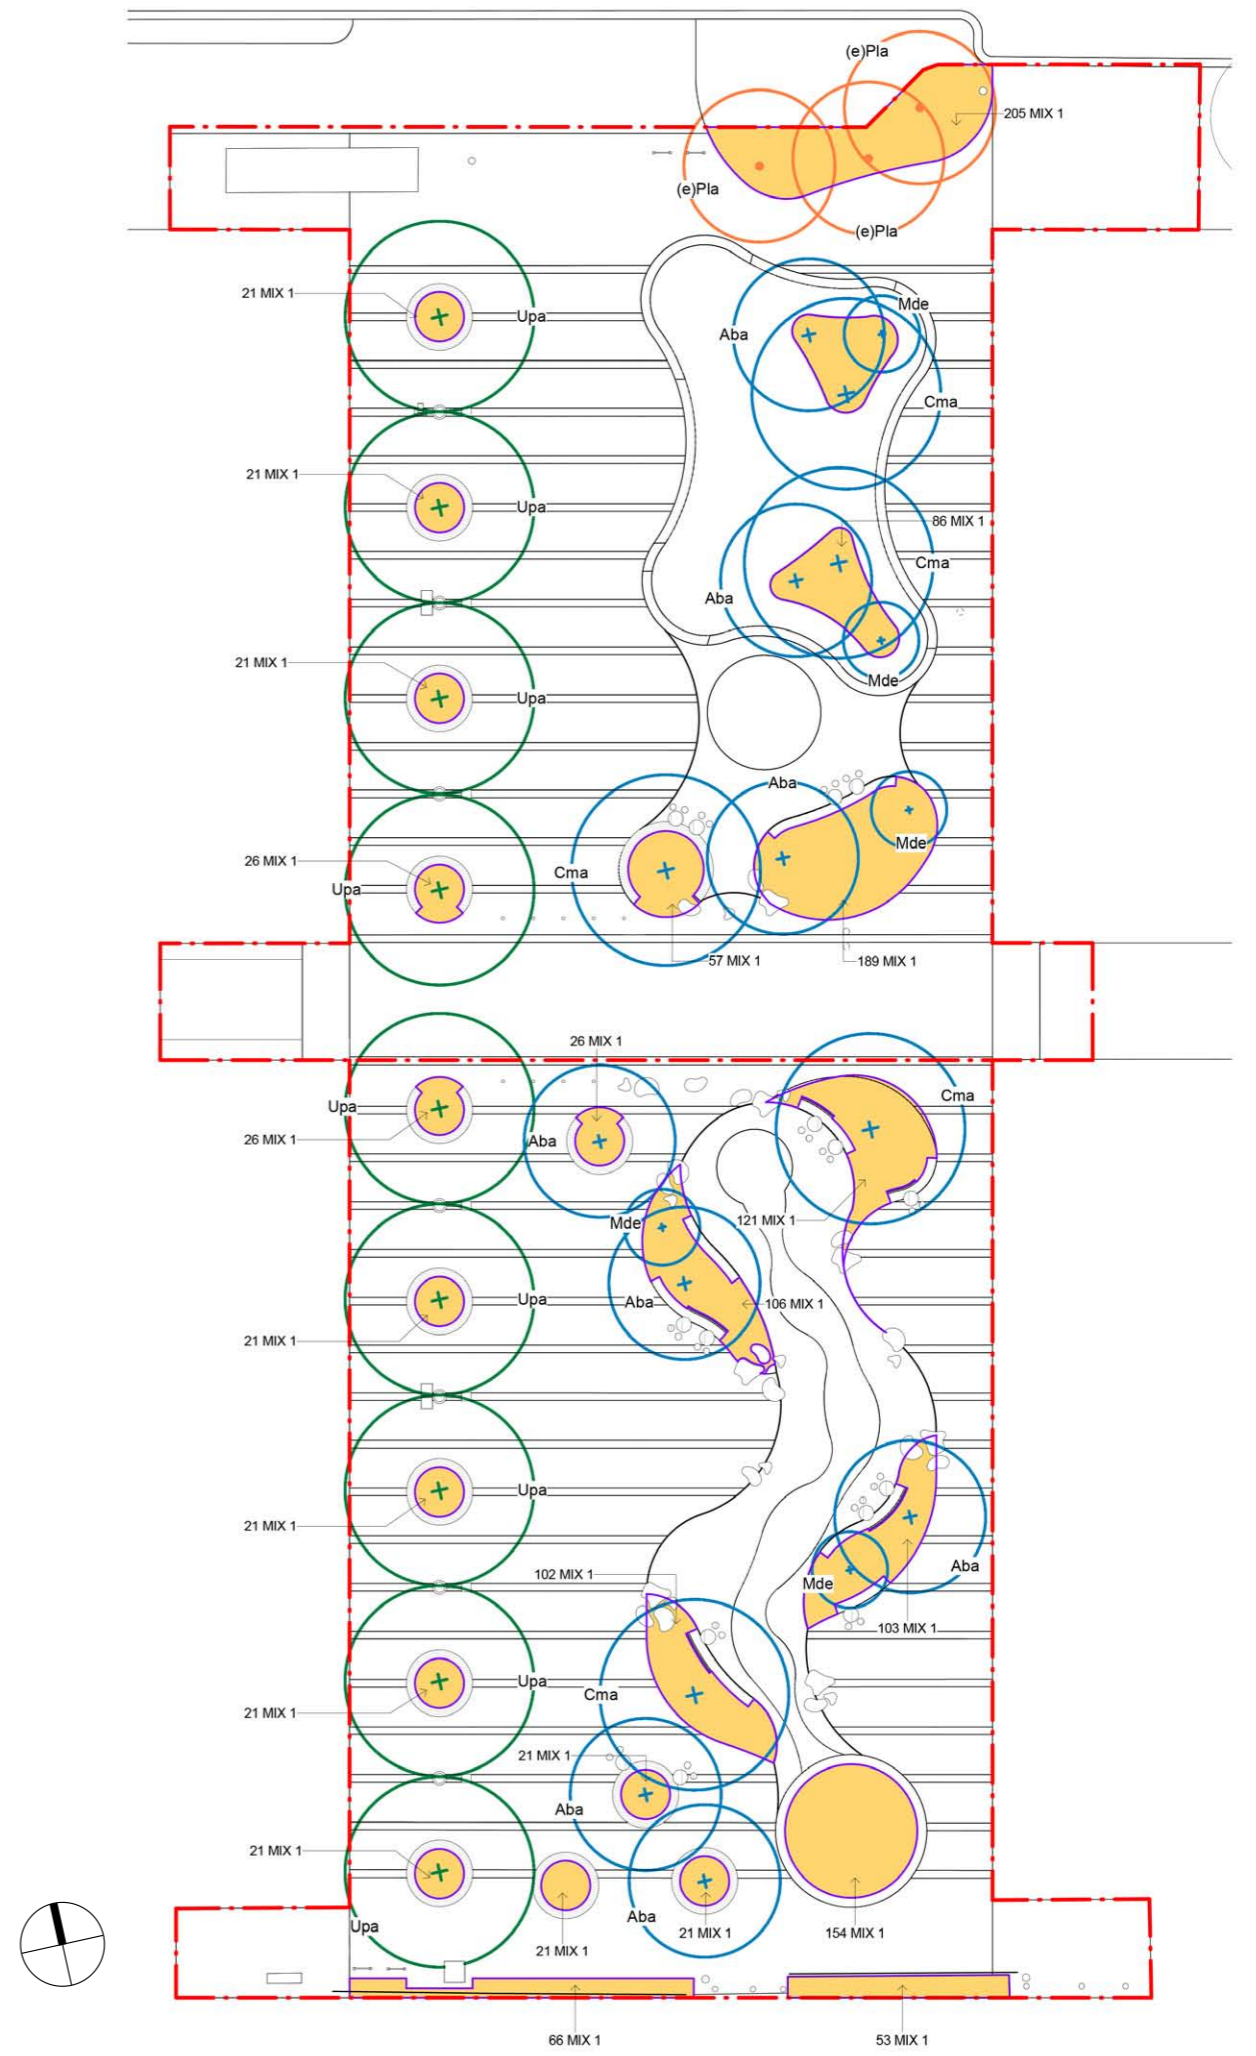 (e)Pla
205 MIX 1
(e)Pla
(e)Pla
21 MIX 1
Upa
Mde
Aba
Cma
21 MIX 1
Upa
86 MIX 1
Cma
Aba
21 MIX 1
Upa
Mde
Aba
26 MIX 1
Upa
Cma
Mde
57 MIX 1
189 MIX 1
26 MIX 1
Upa
Cma
26 MIX 1
Aba
Mde
121 MIX 1
Upa
Aba
106 MIX 1
21 MIX 1
Upa
21 MIX 1
102 MIX 1
Mde
Aba
103 MIX 1
Upa
Cma
21 MIX 1
21 MIX 1
Aba
21 MIX 1
Upa
Aba
21 MIX 1
21 MIX 1
154 MIX 1
66 MIX 1
53 MIX 1